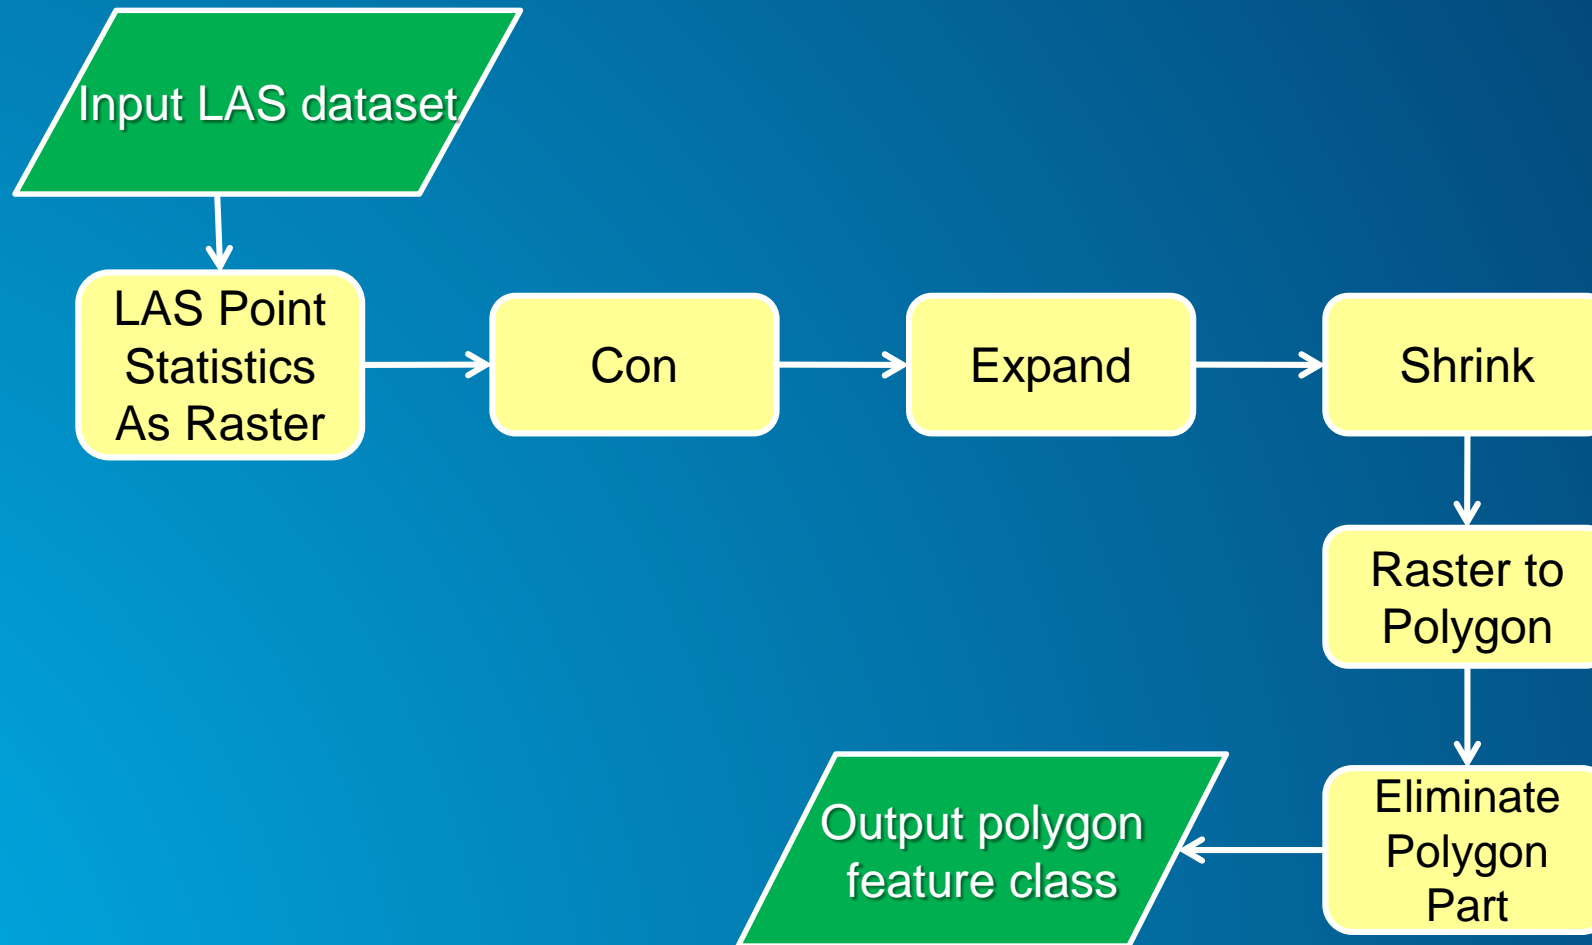 Input LAS dataset
LAS Point
Statistics
As Raster
Con
Expand
Shrink
Raster to
Polygon
Eliminate
Polygon
Part
Output polygon
feature class